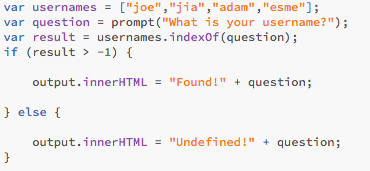 var usernames = ["joe","jia","adam","esme"];
var question = prompt("What is your username?");
var result = usernames.indexOf(question);
if (result > -1) {
output.innerHTML = "Found!" + question;
} else {
output.innerHTML = "Undefined!" + question;
}